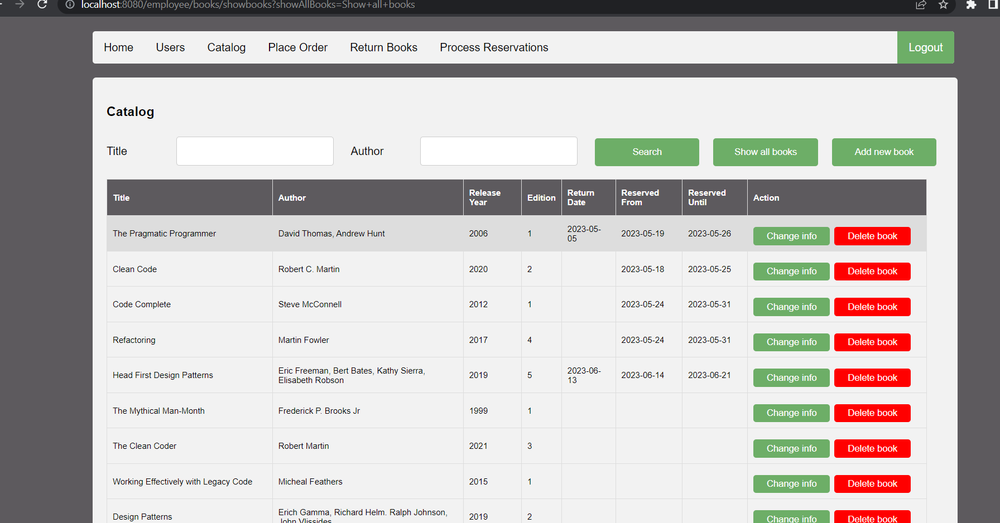 localhost:8080/employee/books/showbooks?showAllBooks=Show+all+books
Home Users Catalog Place Order Return Books Process Reservations Logout
Catalog
Title Author Search Show all books Add new book
Title Author Release Year Edition Return Date Reserved From Reserved Until Action
The Pragmatic Programmer David Thomas, Andrew Hunt 2006 1 2023-05-05 2023-05-19 2023-05-26 Change info Delete book
Clean Code Robert C. Martin 2020 2 2023-05-18 2023-05-25 Change info Delete book
Code Complete Steve McConnell 2012 1 2023-05-24 2023-05-31 Change info Delete book
Refactoring Martin Fowler 2017 4 2023-05-24 2023-05-31 Change info Delete book
Head First Design Patterns Eric Freeman, Bert Bates, Kathy Sierra, Elisabeth Robson 2019 5 2023-06-13 2023-06-14 2023-06-21 Change info Delete book
The Mythical Man-Month Frederick P. Brooks Jr 1999 1 Change info Delete book
The Clean Coder Robert Martin 2021 3 Change info Delete book
Working Effectively with Legacy Code Micheal Feathers 2015 1 Change info Delete book
Design Patterns Erich Gamma, Richard Helm. Ralph Johnson, John Vlissides 2019 2 Change info Delete book